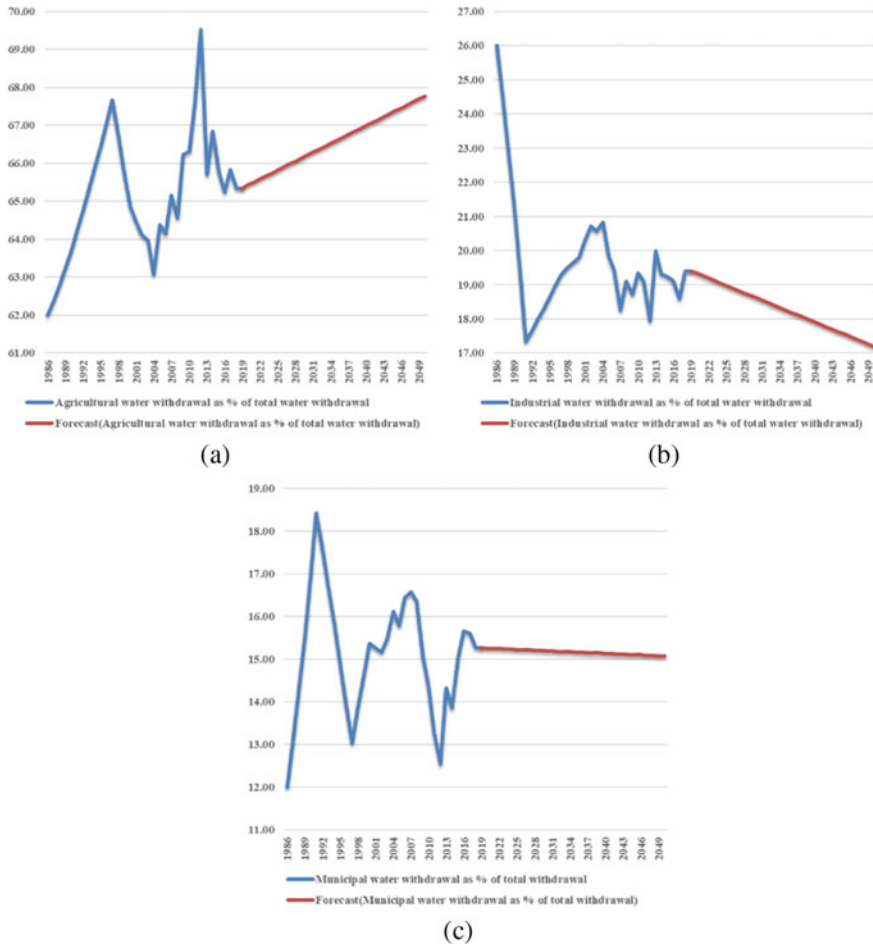 70.00
69.00
68.00
67.00
66.00
65.00
64.00
63.00
62.00
61.00
1986 1989 1992 1995 1998 2001 2004 2007 2010 2013 2016 2019 2022 2025 2028 2031 2034 2037 2040 2043 2046 2049
Agricultural water withdrawal as % of total water withdrawal
Forecast(Agricultural water withdrawal as % of total water withdrawal)
(a)
27.00
26.00
25.00
24.00
23.00
22.00
21.00
20.00
19.00
18.00
17.00
1986 1989 1992 1995 1998 2001 2004 2007 2010 2013 2016 2019 2022 2025 2028 2031 2034 2037 2040 2043 2046 2049
Industrial water withdrawal as % of total water withdrawal
Forecast(Industrial water withdrawal as % of total water withdrawal)
(b)
19.00
18.00
17.00
16.00
15.00
14.00
13.00
12.00
11.00
1986 1989 1992 1995 1998 2001 2004 2007 2010 2013 2016 2019 2022 2025 2028 2031 2034 2037 2040 2043 2046 2049
Municipal water withdrawal as % of total withdrawal
Forecast(Municipal water withdrawal as % of total withdrawal)
(c)